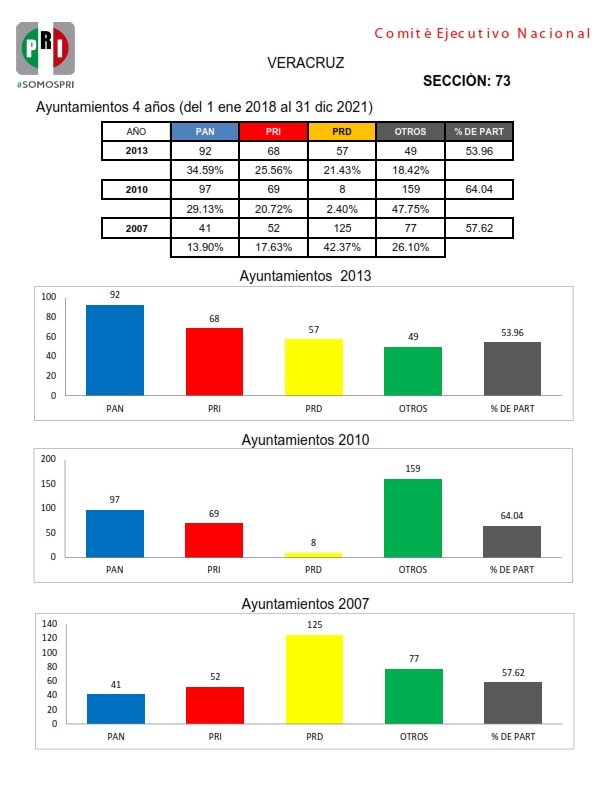 Comité Ejecutivo Nacional
PRI
#SOMOSPRI
VERACRUZ
SECCIÓN: 73
Ayuntamientos 4 años (del 1 ene 2018 al 31 dic 2021)
AÑO PAN PRI PRD OTROS % DE PART
2013 92 68 57 49 53.96
34.59% 25.56% 21.43% 18.42%
2010 97 69 8 159 64.04
29.13% 20.72% 2.40% 47.75%
2007 41 52 125 77 57.62
13.90% 17.63% 42.37% 26.10%
Ayuntamientos 2013
100
80
60
40
20
0
92 68 57 49 53.96
PAN PRI PRD OTROS % DE PART
Ayuntamientos 2010
200
150
100
50
0
97 69 8 159 64.04
PAN PRI PRD OTROS % DE PART
Ayuntamientos 2007
140
120
100
80
60
40
20
0
41 52 125 77 57.62
PAN PRI PRD OTROS % DE PART